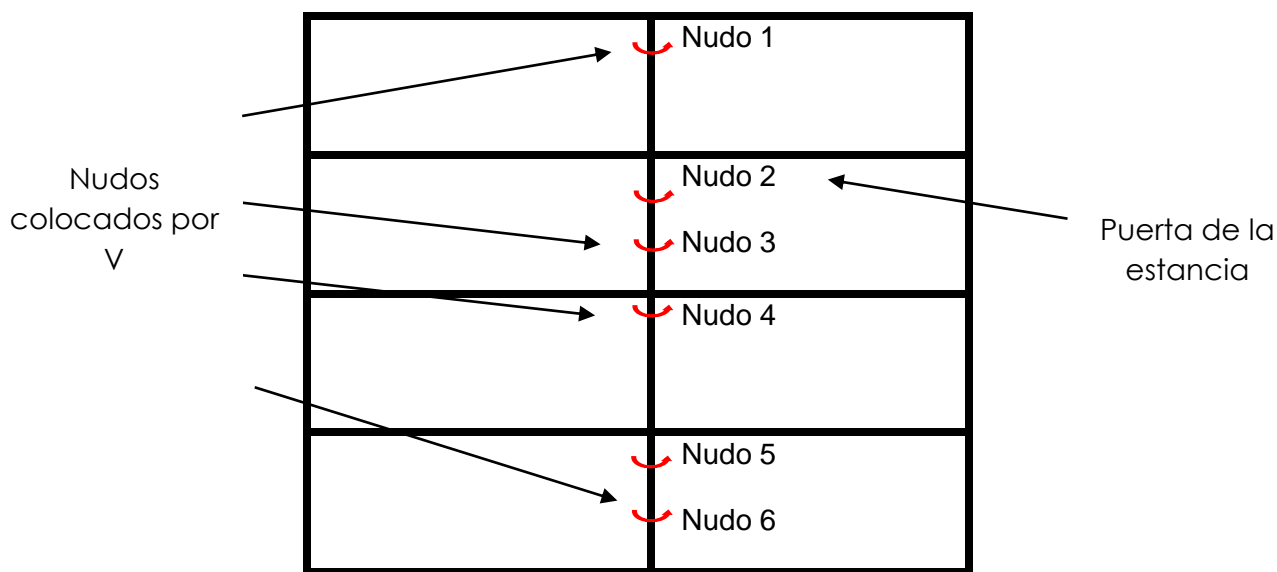 Nudo 1
Nudos
colocados por
V
Nudo 2
Nudo 3
Puerta de la
estancia
Nudo 4
Nudo 5
Nudo 6